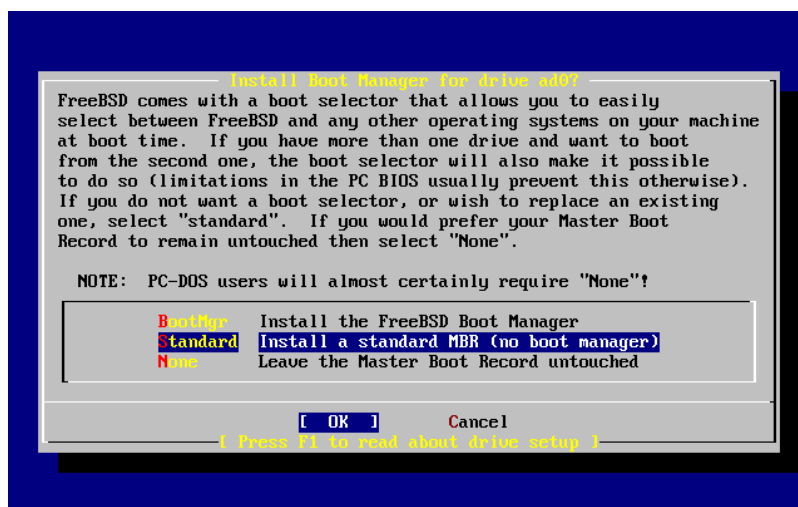 Install Boot Manager for drive ad0?
FreeBSD comes with a boot selector that allows you to easily
select between FreeBSD and any other operating systems on your machine
at boot time.  If you have more than one drive and want to boot
from the second one, the boot selector will also make it possible
to do so (limitations in the PC BIOS usually prevent this otherwise).
If you do not want a boot selector, or wish to replace an existing
one, select "standard".  If you would prefer your Master Boot
Record to remain untouched then select "None".
NOTE:  PC-DOS users will almost certainly require "None"!
BootMgr   Install the FreeBSD Boot Manager
Standard  Install a standard MBR (no boot manager)
None      Leave the Master Boot Record untouched
[  OK  ]       Cancel
[ Press F1 to read about drive setup ]